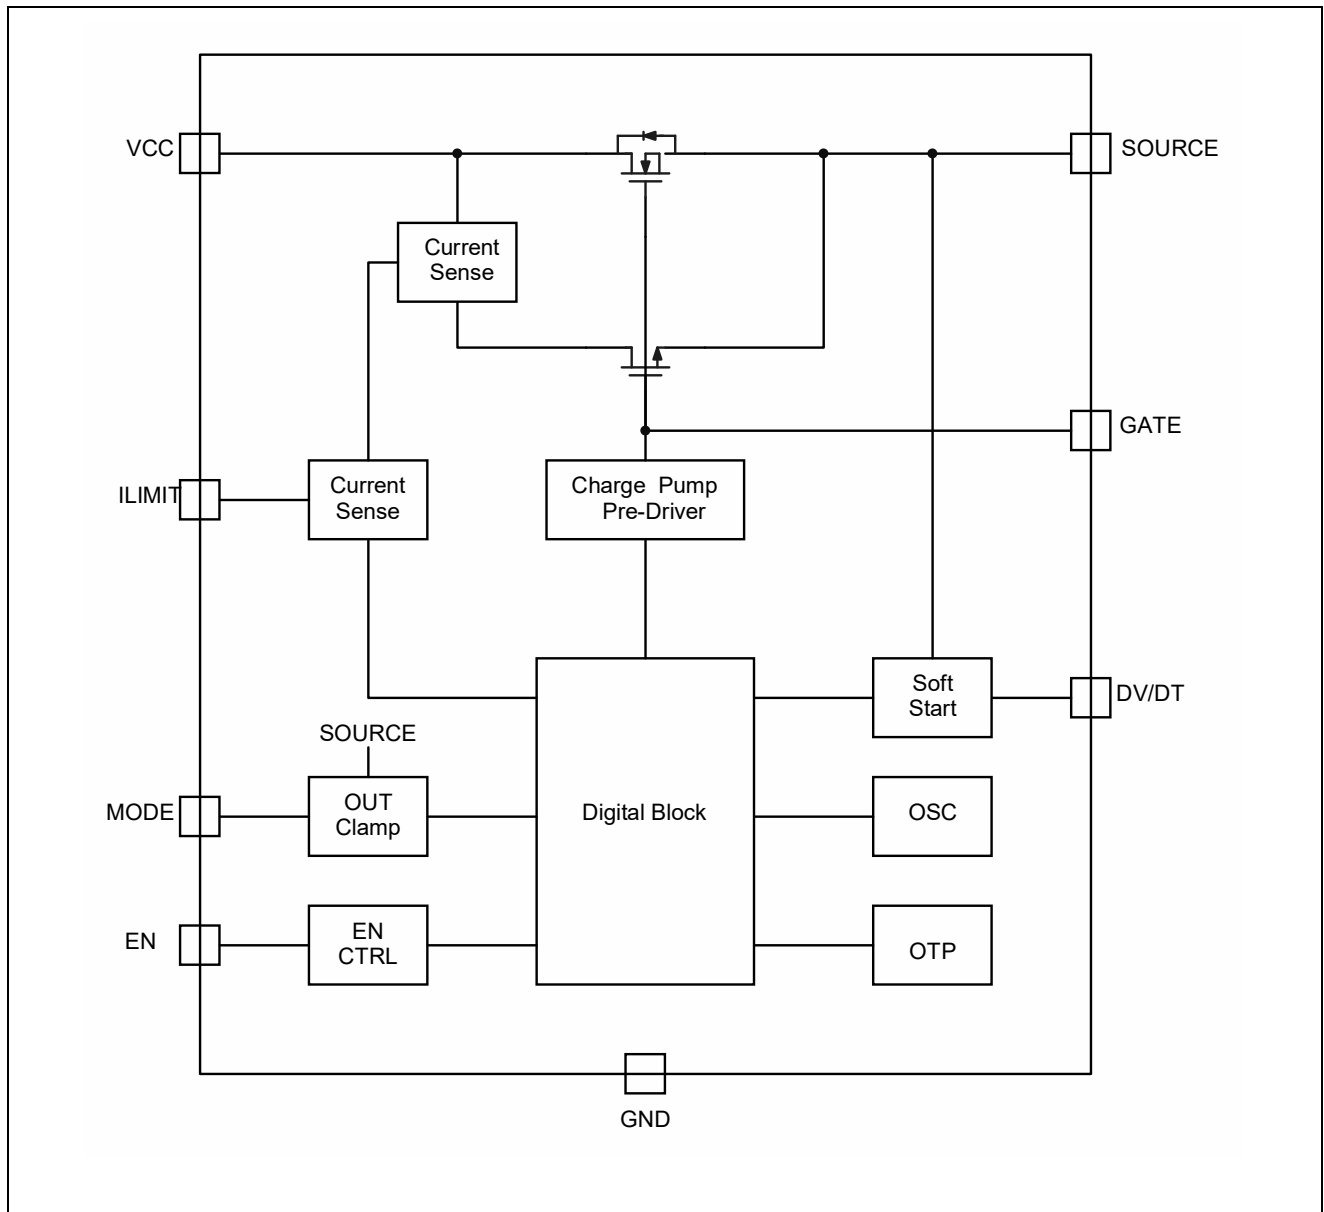 VCC
SOURCE
Current
Sense
GATE
ILIMIT
Current
Sense
Charge Pump
Pre-Driver
Soft
Start
DV/DT
SOURCE
MODE
OUT
Clamp
Digital Block
OSC
EN
EN
CTRL
OTP
GND